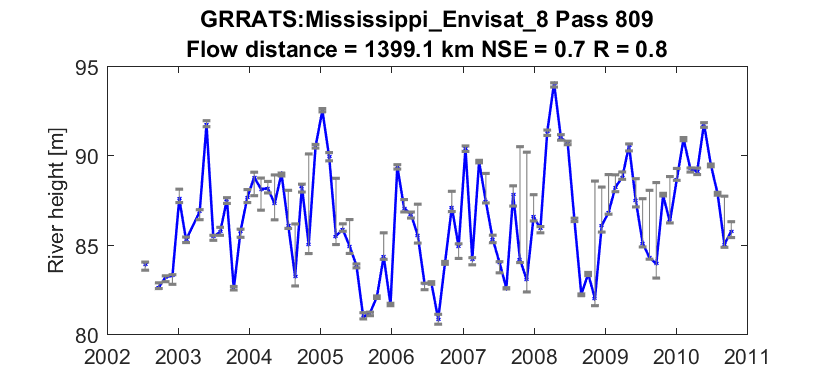 GRRATS:Mississippi_Envisat_8 Pass 809
Flow distance = 1399.1 km NSE = 0.7 R = 0.8
95
90
85
80
River height [m]
2002 2003 2004 2005 2006 2007 2008 2009 2010 2011